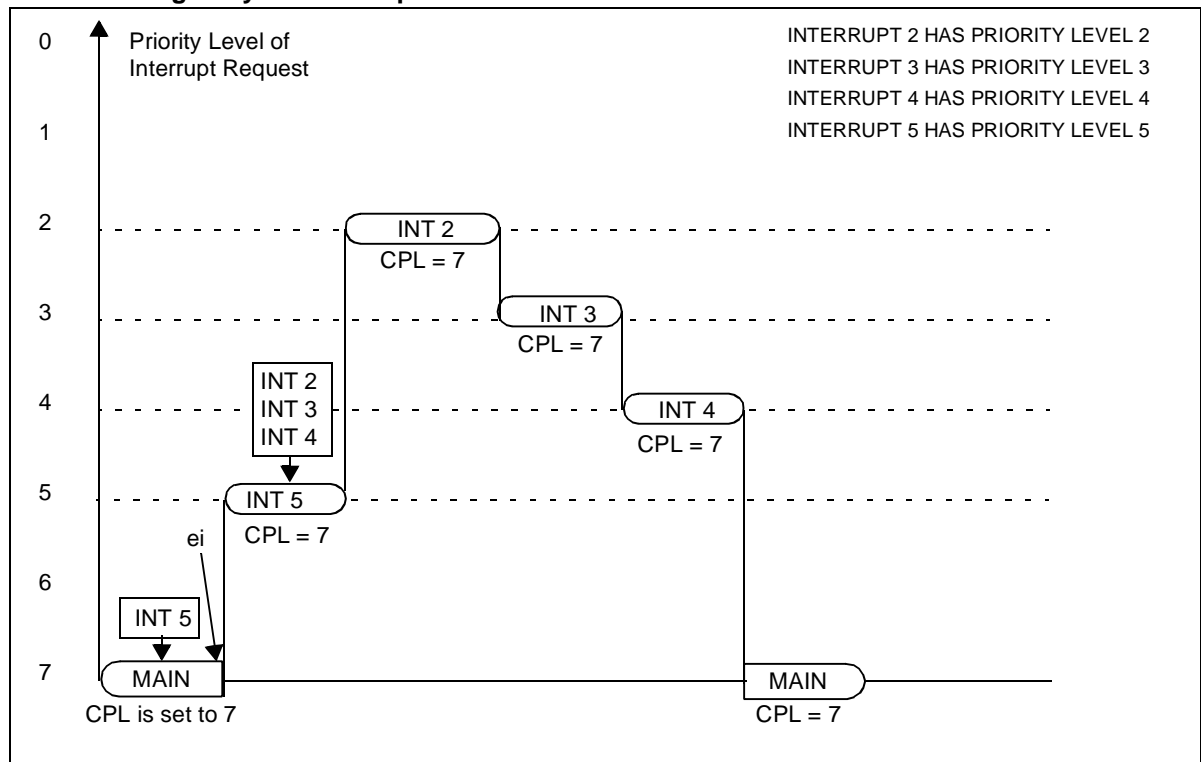 0
Priority Level of
Interrupt Request
INTERRUPT 2 HAS PRIORITY LEVEL 2
INTERRUPT 3 HAS PRIORITY LEVEL 3
INTERRUPT 4 HAS PRIORITY LEVEL 4
INTERRUPT 5 HAS PRIORITY LEVEL 5
1
2
INT 2
CPL = 7
3
INT 3
CPL = 7
INT 2
INT 3
INT 4
4
INT 4
CPL = 7
5
INT 5
CPL = 7
ei
6
INT 5
7
MAIN
CPL is set to 7
MAIN
CPL = 7